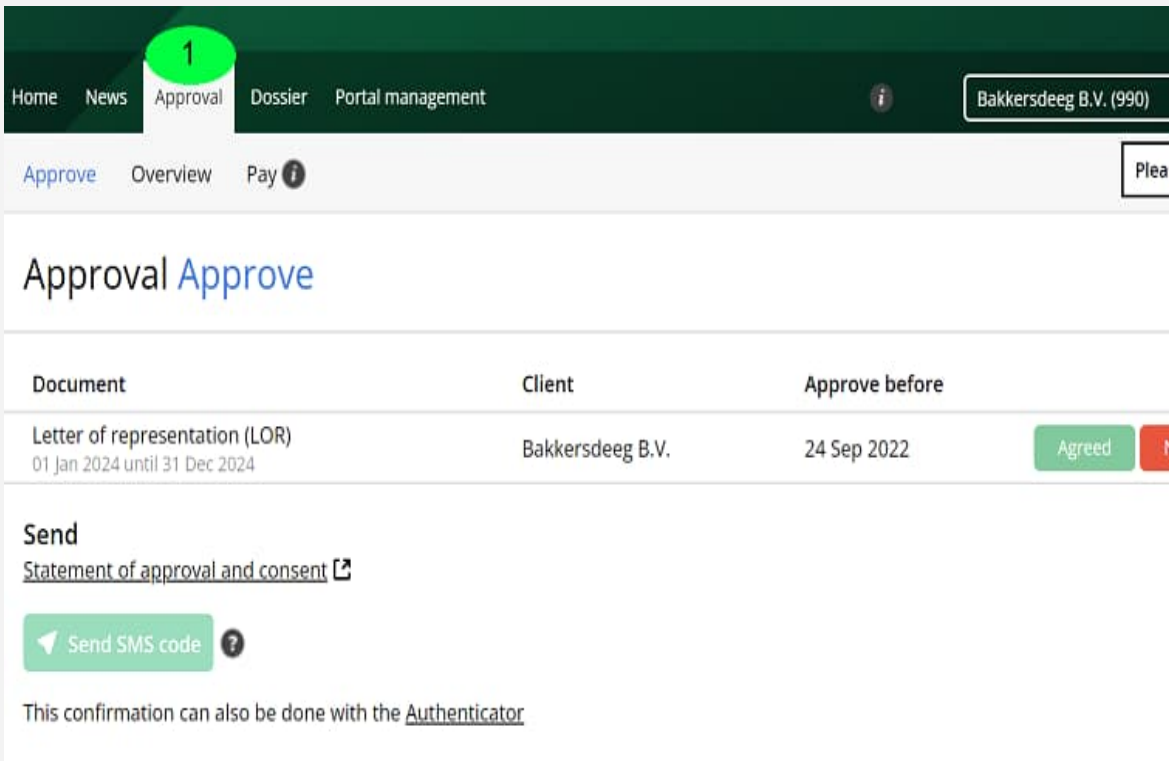 1
Home News Approval Dossier Portal management i Bakkersdeeg B.V. (990)
Approve Overview Pay i
Approval Approve
Document Client Approve before
Letter of representation (LOR) Bakkersdeeg B.V. 24 Sep 2022 Agreed
01 Jan 2024 until 31 Dec 2024
Send
Statement of approval and consent
Send SMS code ?
This confirmation can also be done with the Authenticator